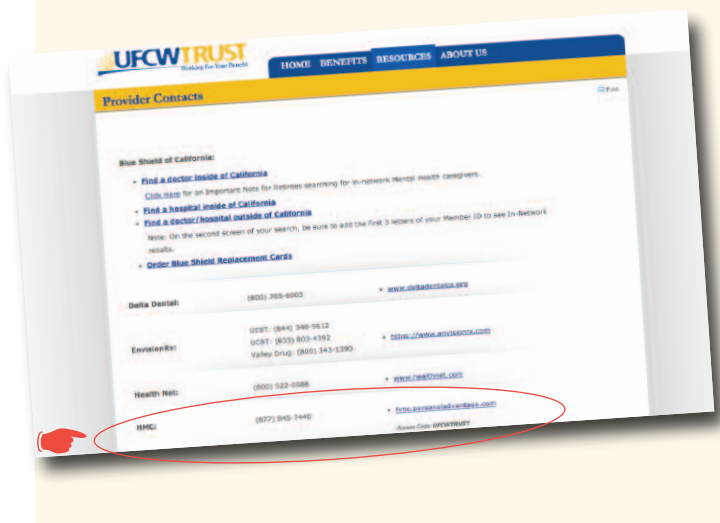 UFCWTRUST
Working For Your Benefit
HOME BENEFITS RESOURCES ABOUT US
Provider Contacts
Print
Blue Shield of California:
• Find a doctor inside of California
Click Here for an Important Note for Retirees searching for in-network Mental Health caregivers.
• Find a hospital inside of California
• Find a doctor/hospital outside of California
Note: On the second screen of your search, be sure to add the first 3 letters of your Member ID to see In-Network
results.
• Order Blue Shield Replacement Cards
Delta Dental: (800) 765-6003 • www.deltadentalca.org
UEBT: (844) 348-9612
EnvisionRx: UCBT: (833) 803-4392 • https://www.envisionrx.com
Valley Drug: (800) 343-1390
Health Net: (800) 522-0088 • www.healthnet.com
HMC: (877) 845-7440 • hmc.personaladvantage.com
Access Code: UFCWTRUST